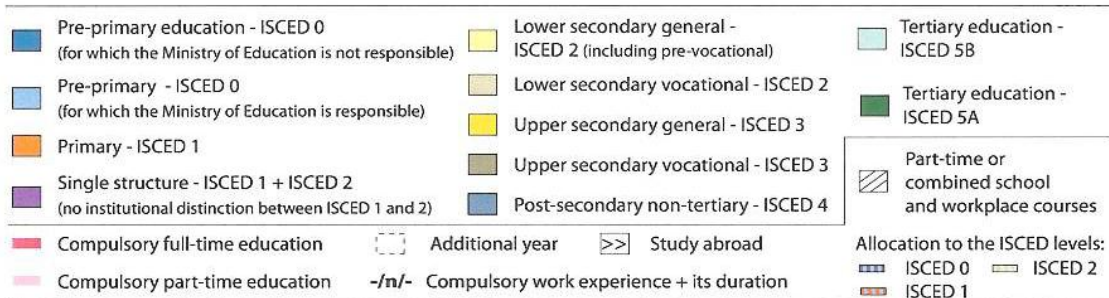 Pre-primary education - ISCED 0
(for which the Ministry of Education is not responsible)
Pre-primary - ISCED 0
(for which the Ministry of Education is responsible)
Primary - ISCED 1
Single structure - ISCED 1 + ISCED 2
(no institutional distinction between ISCED 1 and 2)
Lower secondary general -
ISCED 2 (including pre-vocational)
Lower secondary vocational - ISCED 2
Upper secondary general - ISCED 3
Upper secondary vocational - ISCED 3
Post-secondary non-tertiary - ISCED 4
Tertiary education -
ISCED 5B
Tertiary education -
ISCED 5A
Part-time or
combined school
and workplace courses
Compulsory full-time education
Additional year
>> Study abroad
Compulsory part-time education
-/n/- Compulsory work experience + its duration
Allocation to the ISCED levels:
ISCED 0
ISCED 2
ISCED 1